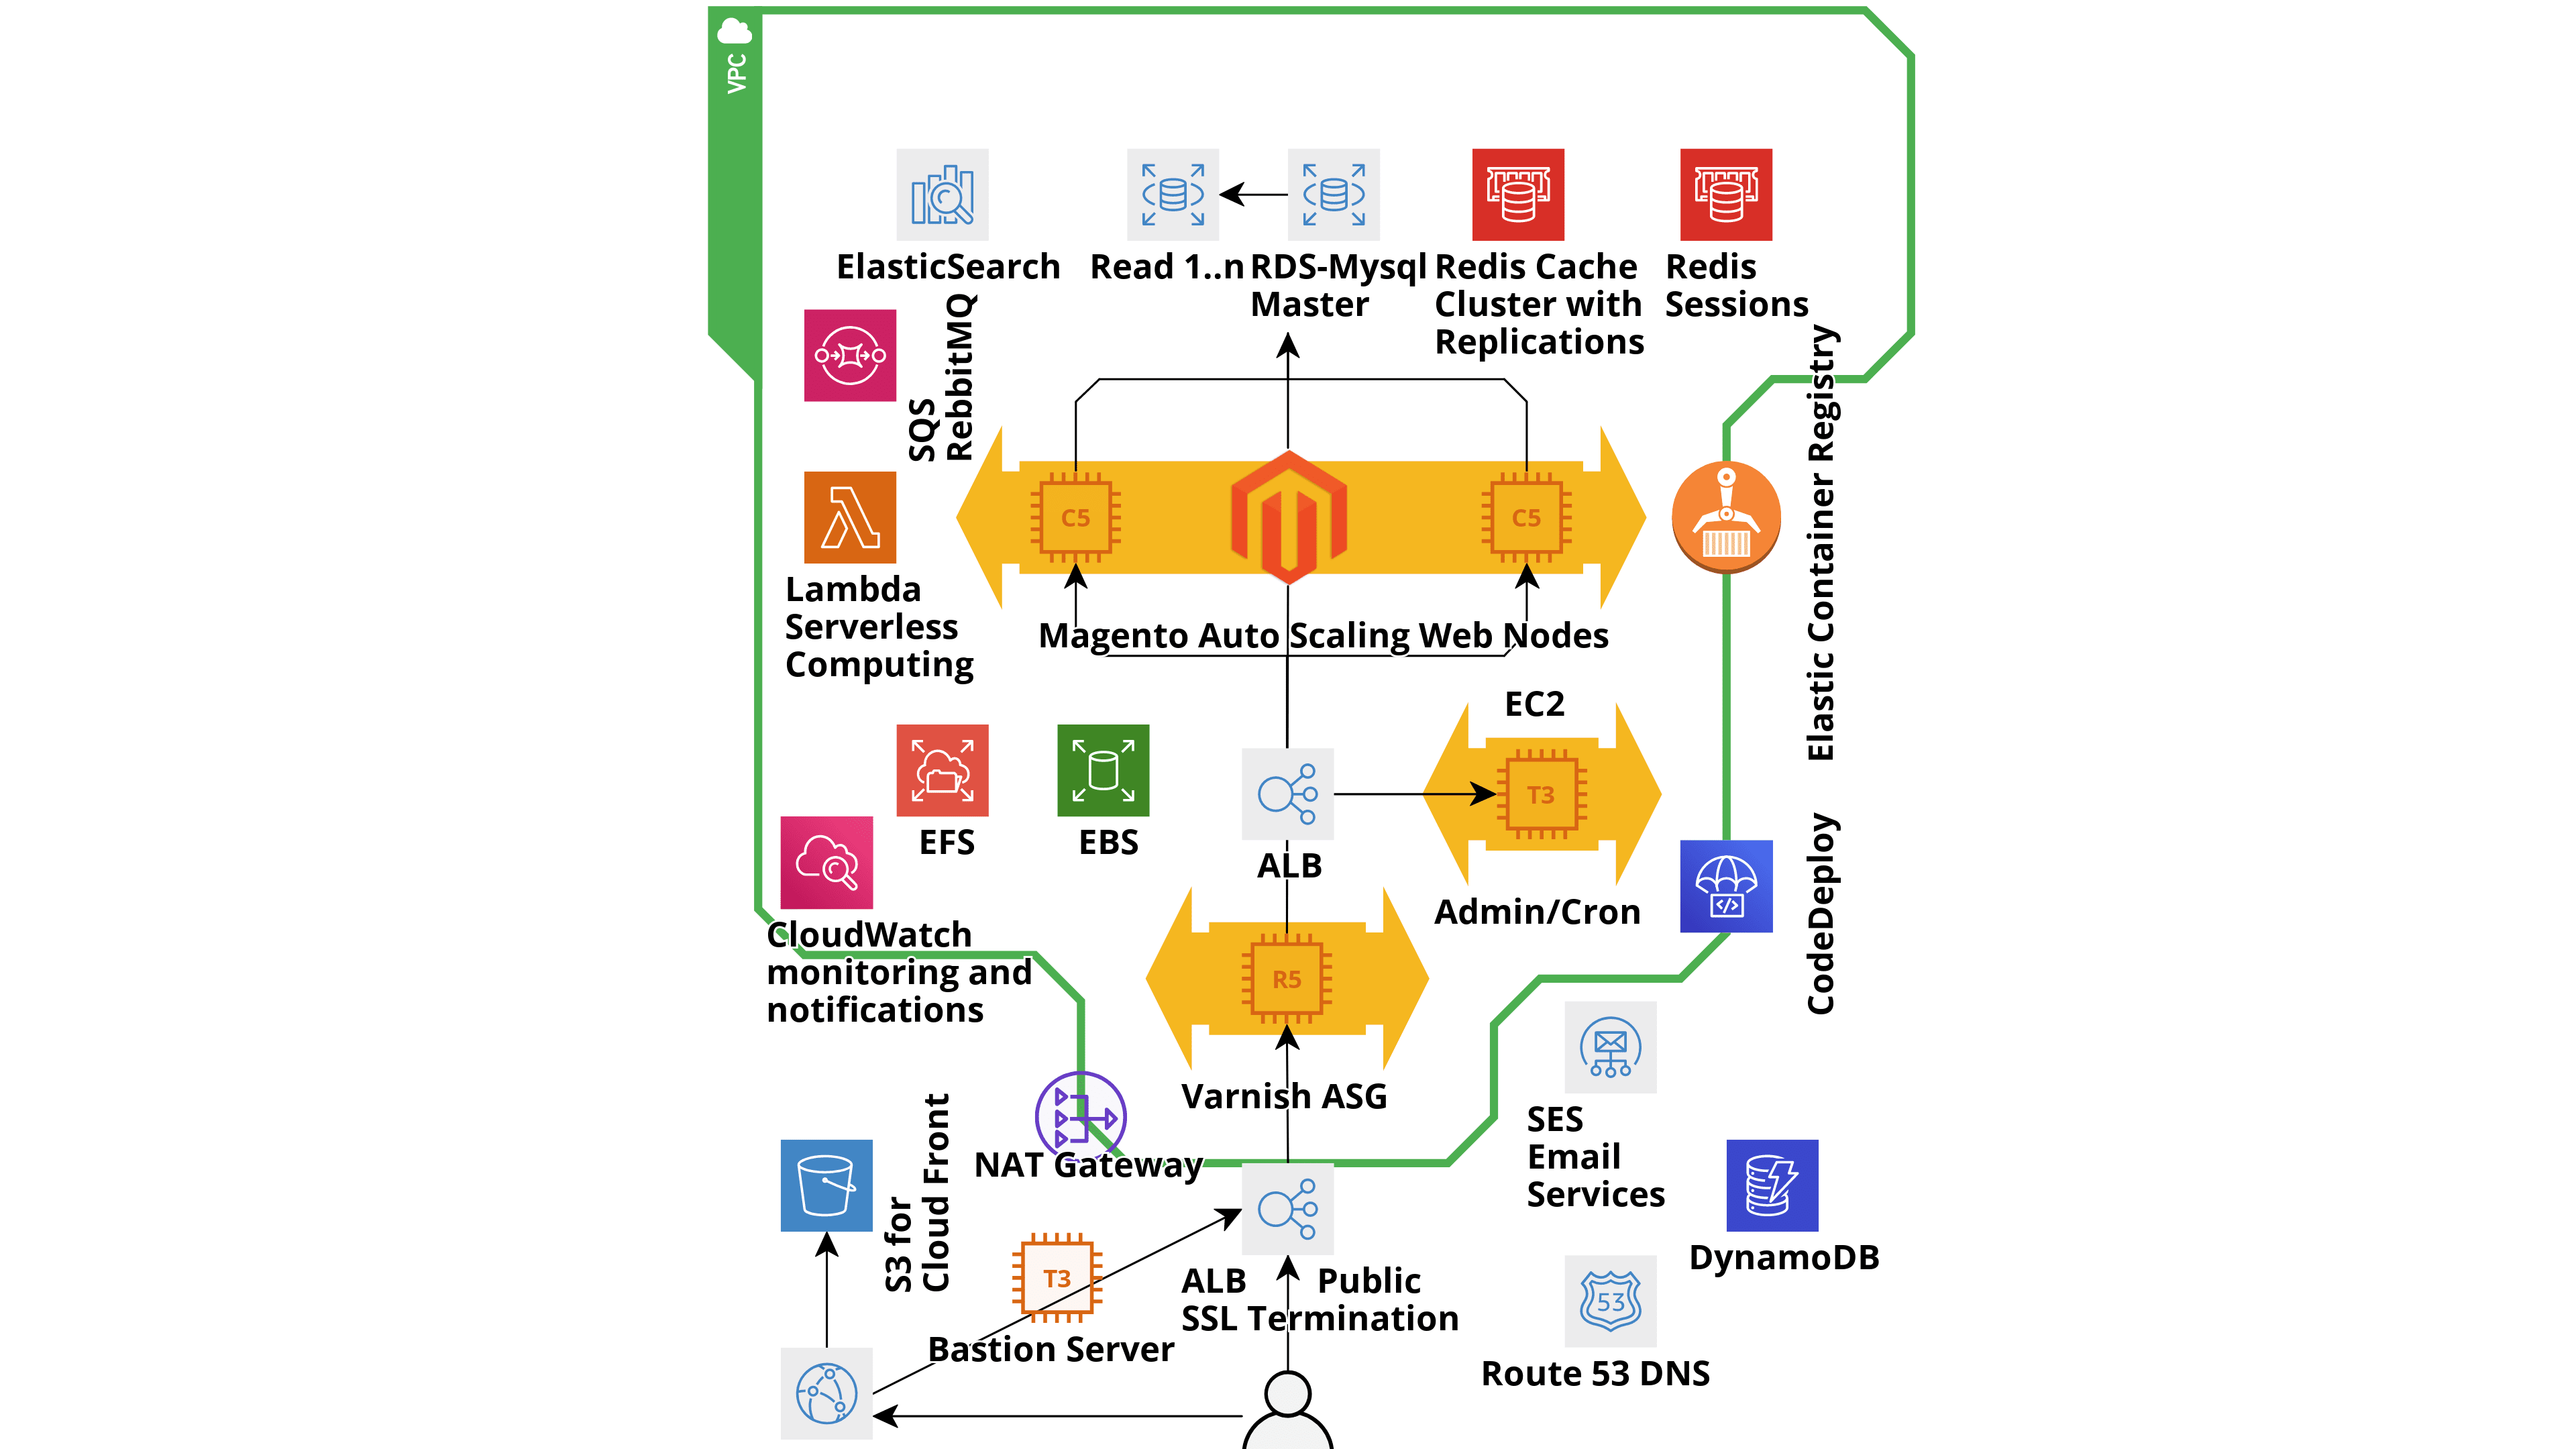 VPC
ElasticSearch
Read 1..n
RDS-Mysql
Master
Redis Cache
Cluster with
Replications
Redis
Sessions
SQS
RebbitMQ
C5
C5
Elastic Container Registry
Lambda
Serverless
Computing
Magento Auto Scaling Web Nodes
EC2
T3
EFS
EBS
ALB
Admin/Cron
CodeDeploy
CloudWatch
monitoring and
notifications
R5
Varnish ASG
SES
Email
Services
NAT Gateway
S3 for
Cloud Front
DynamoDB
T3
Bastion Server
ALB Public
SSL Termination
53
Route 53 DNS